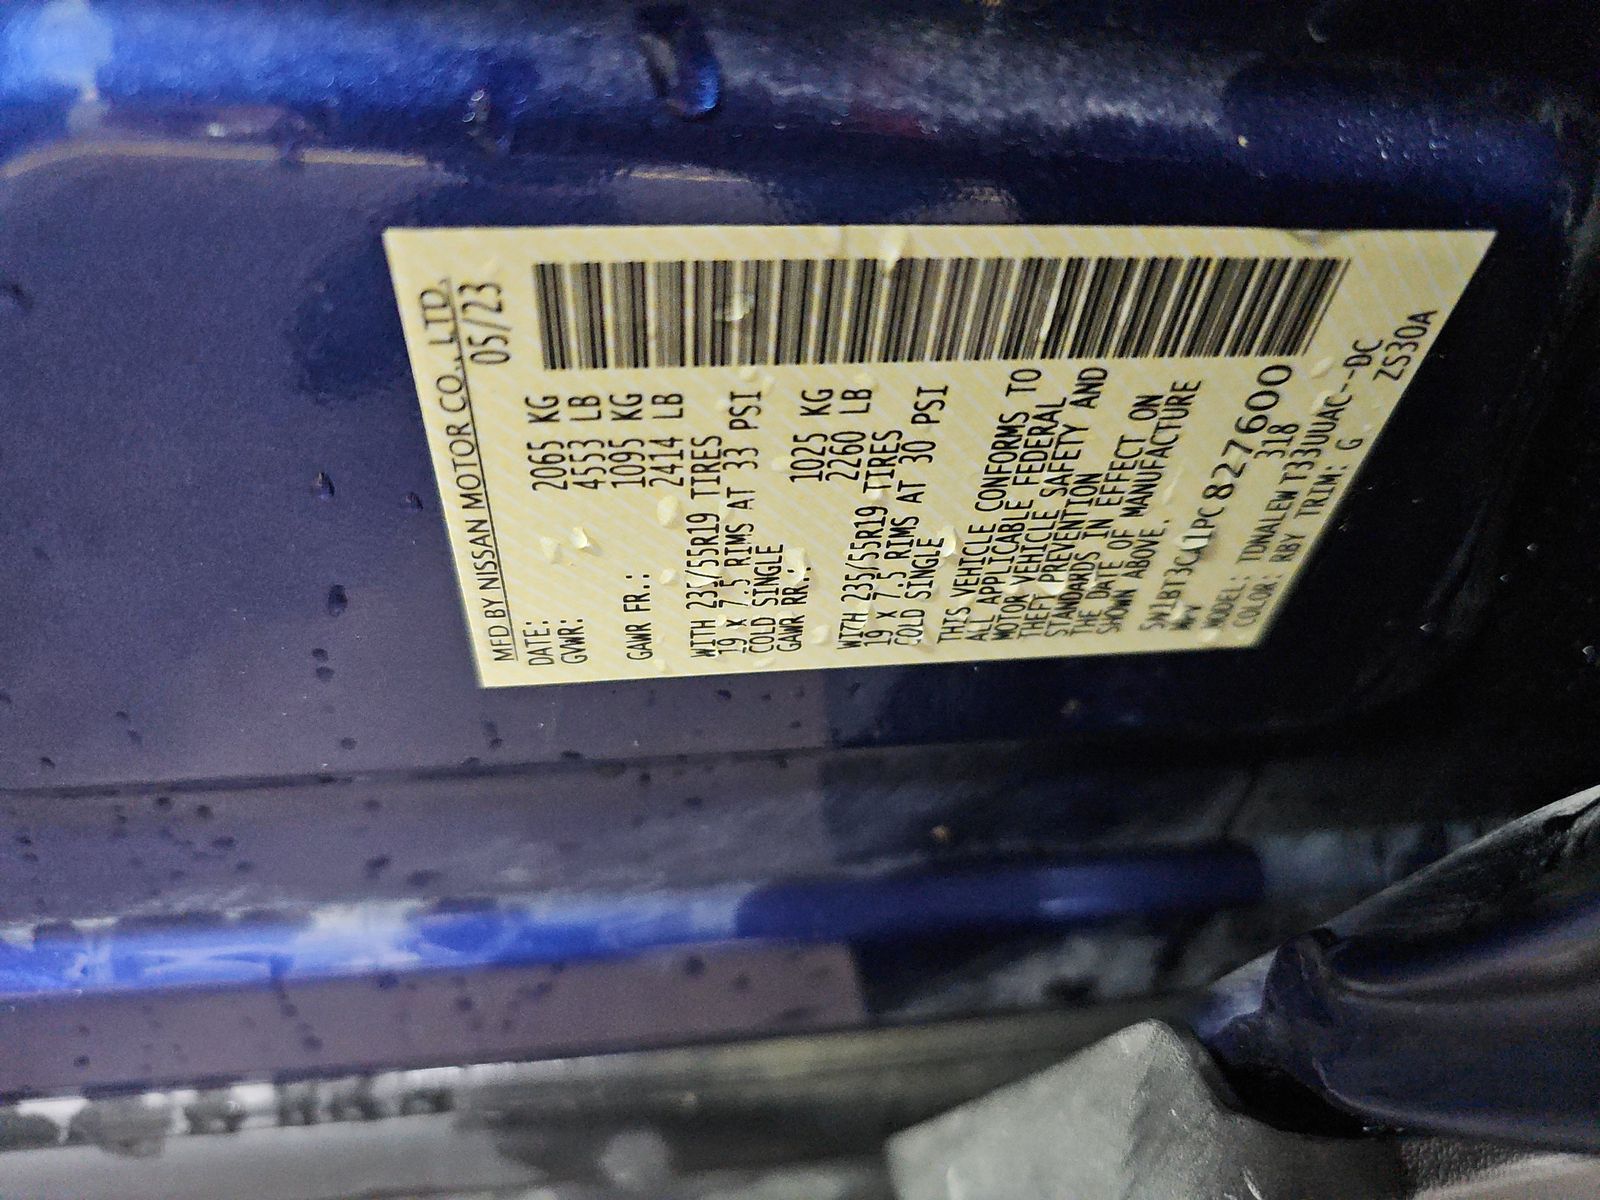 MFD BY NISSAN MOTOR CO., LTD.
DATE: 05/23
GVWR: 2065 KG
4553 LB
GAWR FR.: 1095 KG
2414 LB
WITH 235/55R19 TIRES
19 X 7.5 RIMS AT 33 PSI
COLD SINGLE
GAWR RR.: 1025 KG
2260 LB
WITH 235/55R19 TIRES
19 X 7.5 RIMS AT 30 PSI
COLD SINGLE
THIS VEHICLE CONFORMS TO
ALL APPLICABLE FEDERAL
MOTOR VEHICLE SAFETY AND
THEFT PREVENTION
STANDARDS IN EFFECT ON
THE DATE OF MANUFACTURE
SHOWN ABOVE.
5N1BT3CA1PC827600
MPV 318
MODEL: TDNALEW T33UUAC--DC
COLOR: RBY TRIM: G ZS30A